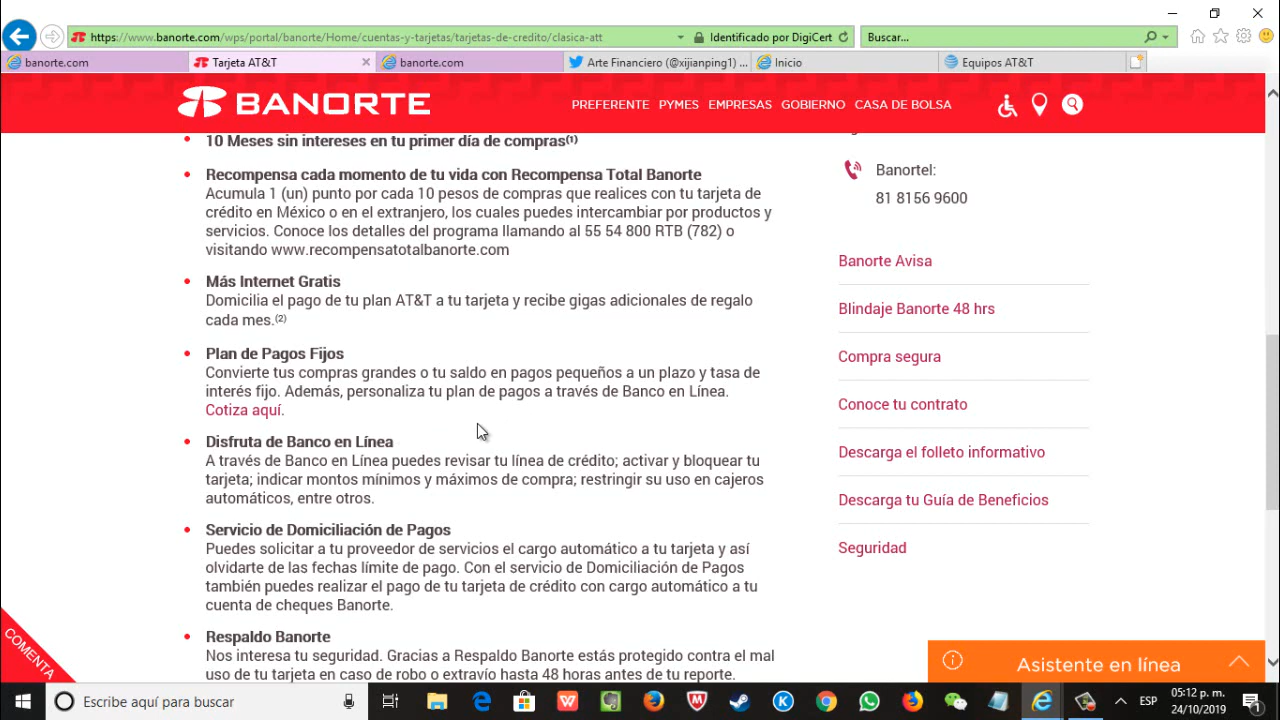 https://www.banorte.com/wps/portal/banorte/Home/cuentas-y-tarjetas/tarjetas-de-credito/clasica-att
Identificado por DigiCert
Buscar...
banorte.com
Tarjeta AT&T
banorte.com
Arte Financiero (@xijianping1) ...
Inicio
Equipos AT&T
BANORTE
PREFERENTE PYMES EMPRESAS GOBIERNO CASA DE BOLSA
10 Meses sin intereses en tu primer día de compras(1)
Recompensa cada momento de tu vida con Recompensa Total Banorte
Acumula 1 (un) punto por cada 10 pesos de compras que realices con tu tarjeta de
crédito en México o en el extranjero, los cuales puedes intercambiar por productos y
servicios. Conoce los detalles del programa llamando al 55 54 800 RTB (782) o
visitando www.recompensatotalbanorte.com
Más Internet Gratis
Domicilia el pago de tu plan AT&T a tu tarjeta y recibe gigas adicionales de regalo
cada mes.(2)
Plan de Pagos Fijos
Convierte tus compras grandes o tu saldo en pagos pequeños a un plazo y tasa de
interés fijo. Además, personaliza tu plan de pagos a través de Banco en Línea.
Cotiza aquí.
Disfruta de Banco en Línea
A través de Banco en Línea puedes revisar tu línea de crédito; activar y bloquear tu
tarjeta; indicar montos mínimos y máximos de compra; restringir su uso en cajeros
automáticos, entre otros.
Servicio de Domiciliación de Pagos
Puedes solicitar a tu proveedor de servicios el cargo automático a tu tarjeta y así
olvidarte de las fechas límite de pago. Con el servicio de Domiciliación de Pagos
también puedes realizar el pago de tu tarjeta de crédito con cargo automático a tu
cuenta de cheques Banorte.
Respaldo Banorte
Nos interesa tu seguridad. Gracias a Respaldo Banorte estás protegido contra el mal
uso de tu tarjeta en caso de robo o extravío hasta 48 horas antes de tu reporte.
Banortel:
81 8156 9600
Banorte Avisa
Blindaje Banorte 48 hrs
Compra segura
Conoce tu contrato
Descarga el folleto informativo
Descarga tu Guía de Beneficios
Seguridad
COMENTA
Asistente en línea
Escribe aquí para buscar
ESP
05:12 p. m.
24/10/2019